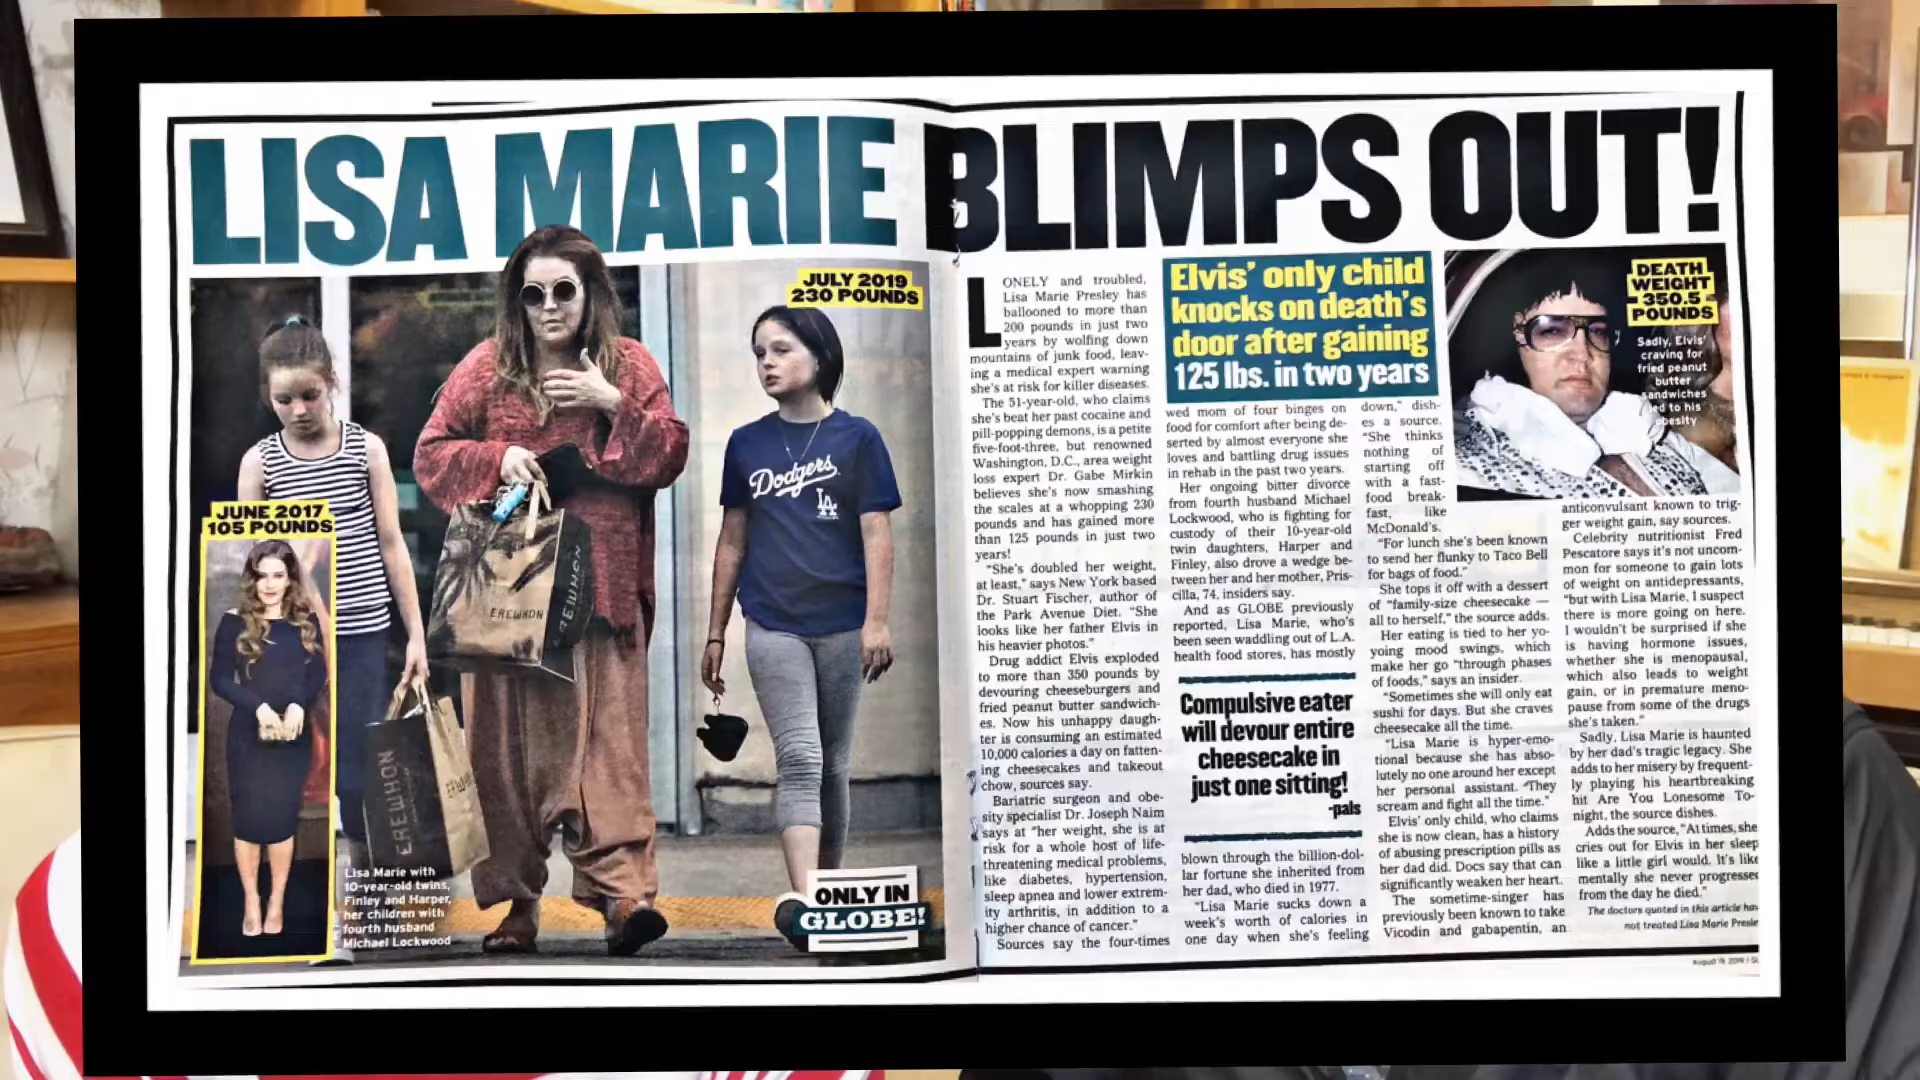 LISA MARIE BLIMPS OUT!
JULY 2019
230 POUNDS
JUNE 2017
105 POUNDS
Dodgers
LA
EREWHON
EREWHON
EREWHON
Lisa Marie with
10-year-old twins,
Finley and Harper,
her children with
fourth husband
Michael Lockwood
ONLY IN
GLOBE!
LONELY and troubled,
Lisa Marie Presley has
ballooned to more than
200 pounds in just two
years by wolfing down
mountains of junk food, leav-
ing a medical expert warning
she's at risk for killer diseases.
The 51-year-old, who claims
she's beat her past cocaine and
pill-popping demons, is a petite
five-foot-three, but renowned
Washington, D.C., area weight
loss expert Dr. Gabe Mirkin
believes she's now smashing
the scales at a whopping 230
pounds and has gained more
than 125 pounds in just two
years!
"She's doubled her weight,
at least," says New York based
Dr. Stuart Fischer, author of
the Park Avenue Diet. "She
looks like her father Elvis in
his heavier photos."
Drug addict Elvis exploded
to more than 350 pounds by
devouring cheeseburgers and
fried peanut butter sandwich-
es. Now his unhappy daugh-
ter is consuming an estimated
10,000 calories a day on fatten-
ing cheesecakes and takeout
chow, sources say.
Bariatric surgeon and obe-
sity specialist Dr. Joseph Naim
says at "her weight, she is at
risk for a whole host of life-
threatening medical problems,
like diabetes, hypertension,
sleep apnea and lower extrem-
ity arthritis, in addition to a
higher chance of cancer."
Sources say the four-times
Elvis' only child
knocks on death's
door after gaining
125 lbs. in two years
wed mom of four binges on
food for comfort after being de-
serted by almost everyone she
loves and battling drug issues
in rehab in the past two years.
Her ongoing bitter divorce
from fourth husband Michael
Lockwood, who is fighting for
custody of their 10-year-old
twin daughters, Harper and
Finley, also drove a wedge be-
tween her and her mother, Pris-
cilla, 74, insiders say.
And as GLOBE previously
reported, Lisa Marie, who's
been seen waddling out of L.A.
health food stores, has mostly
Compulsive eater
will devour entire
cheesecake in
just one sitting!
-pals
blown through the billion-dol-
lar fortune she inherited from
her dad, who died in 1977.
"Lisa Marie sucks down a
week's worth of calories in
one day when she's feeling
down," dish-
es a source.
"She thinks
nothing of
starting off
with a fast-
food break-
fast, like
McDonald's.
"For lunch she's been known
to send her flunky to Taco Bell
for bags of food."
She tops it off with a dessert
of "family-size cheesecake —
all to herself," the source adds.
Her eating is tied to her yo-
yoing mood swings, which
make her go "through phases
of foods," says an insider.
"Sometimes she will only eat
sushi for days. But she craves
cheesecake all the time.
"Lisa Marie is hyper-emo-
tional because she has abso-
lutely no one around her except
her personal assistant. "They
scream and fight all the time."
Elvis' only child, who claims
she is now clean, has a history
of abusing prescription pills as
her dad did. Docs say that can
significantly weaken her heart.
The sometime-singer has
previously been known to take
Vicodin and gabapentin, an
DEATH
WEIGHT
350.5
POUNDS
Sadly, Elvis'
craving for
fried peanut
butter
sandwiches
led to his
obesity
anticonvulsant known to trig-
ger weight gain, say sources.
Celebrity nutritionist Fred
Pescatore says it's not uncom-
mon for someone to gain lots
of weight on antidepressants,
"but with Lisa Marie, I suspect
there is more going on here.
I wouldn't be surprised if she
is having hormone issues,
whether she is menopausal,
which also leads to weight
gain, or in premature meno-
pause from some of the drugs
she's taken."
Sadly, Lisa Marie is haunted
by her dad's tragic legacy. She
adds to her misery by frequent-
ly playing his heartbreaking
hit Are You Lonesome To-
night, the source dishes.
Adds the source, "At times, she
cries out for Elvis in her sleep
like a little girl would. It's like
mentally she never progresses
from the day he died."
The doctors quoted in this article hav
not treated Lisa Marie Presle
August 19, 2019 / GL